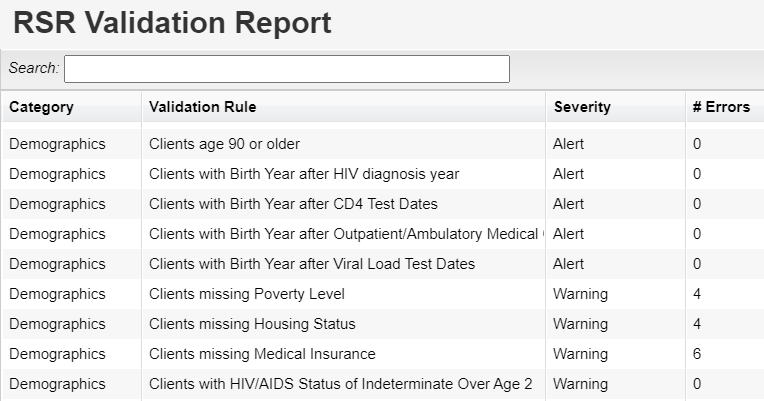 RSR Validation Report
Search:
Category Validation Rule Severity # Errors
Demographics Clients age 90 or older Alert 0
Demographics Clients with Birth Year after HIV diagnosis year Alert 0
Demographics Clients with Birth Year after CD4 Test Dates Alert 0
Demographics Clients with Birth Year after Outpatient/Ambulatory Medical Alert 0
Demographics Clients with Birth Year after Viral Load Test Dates Alert 0
Demographics Clients missing Poverty Level Warning 4
Demographics Clients missing Housing Status Warning 4
Demographics Clients missing Medical Insurance Warning 6
Demographics Clients with HIV/AIDS Status of Indeterminate Over Age 2 Warning 0